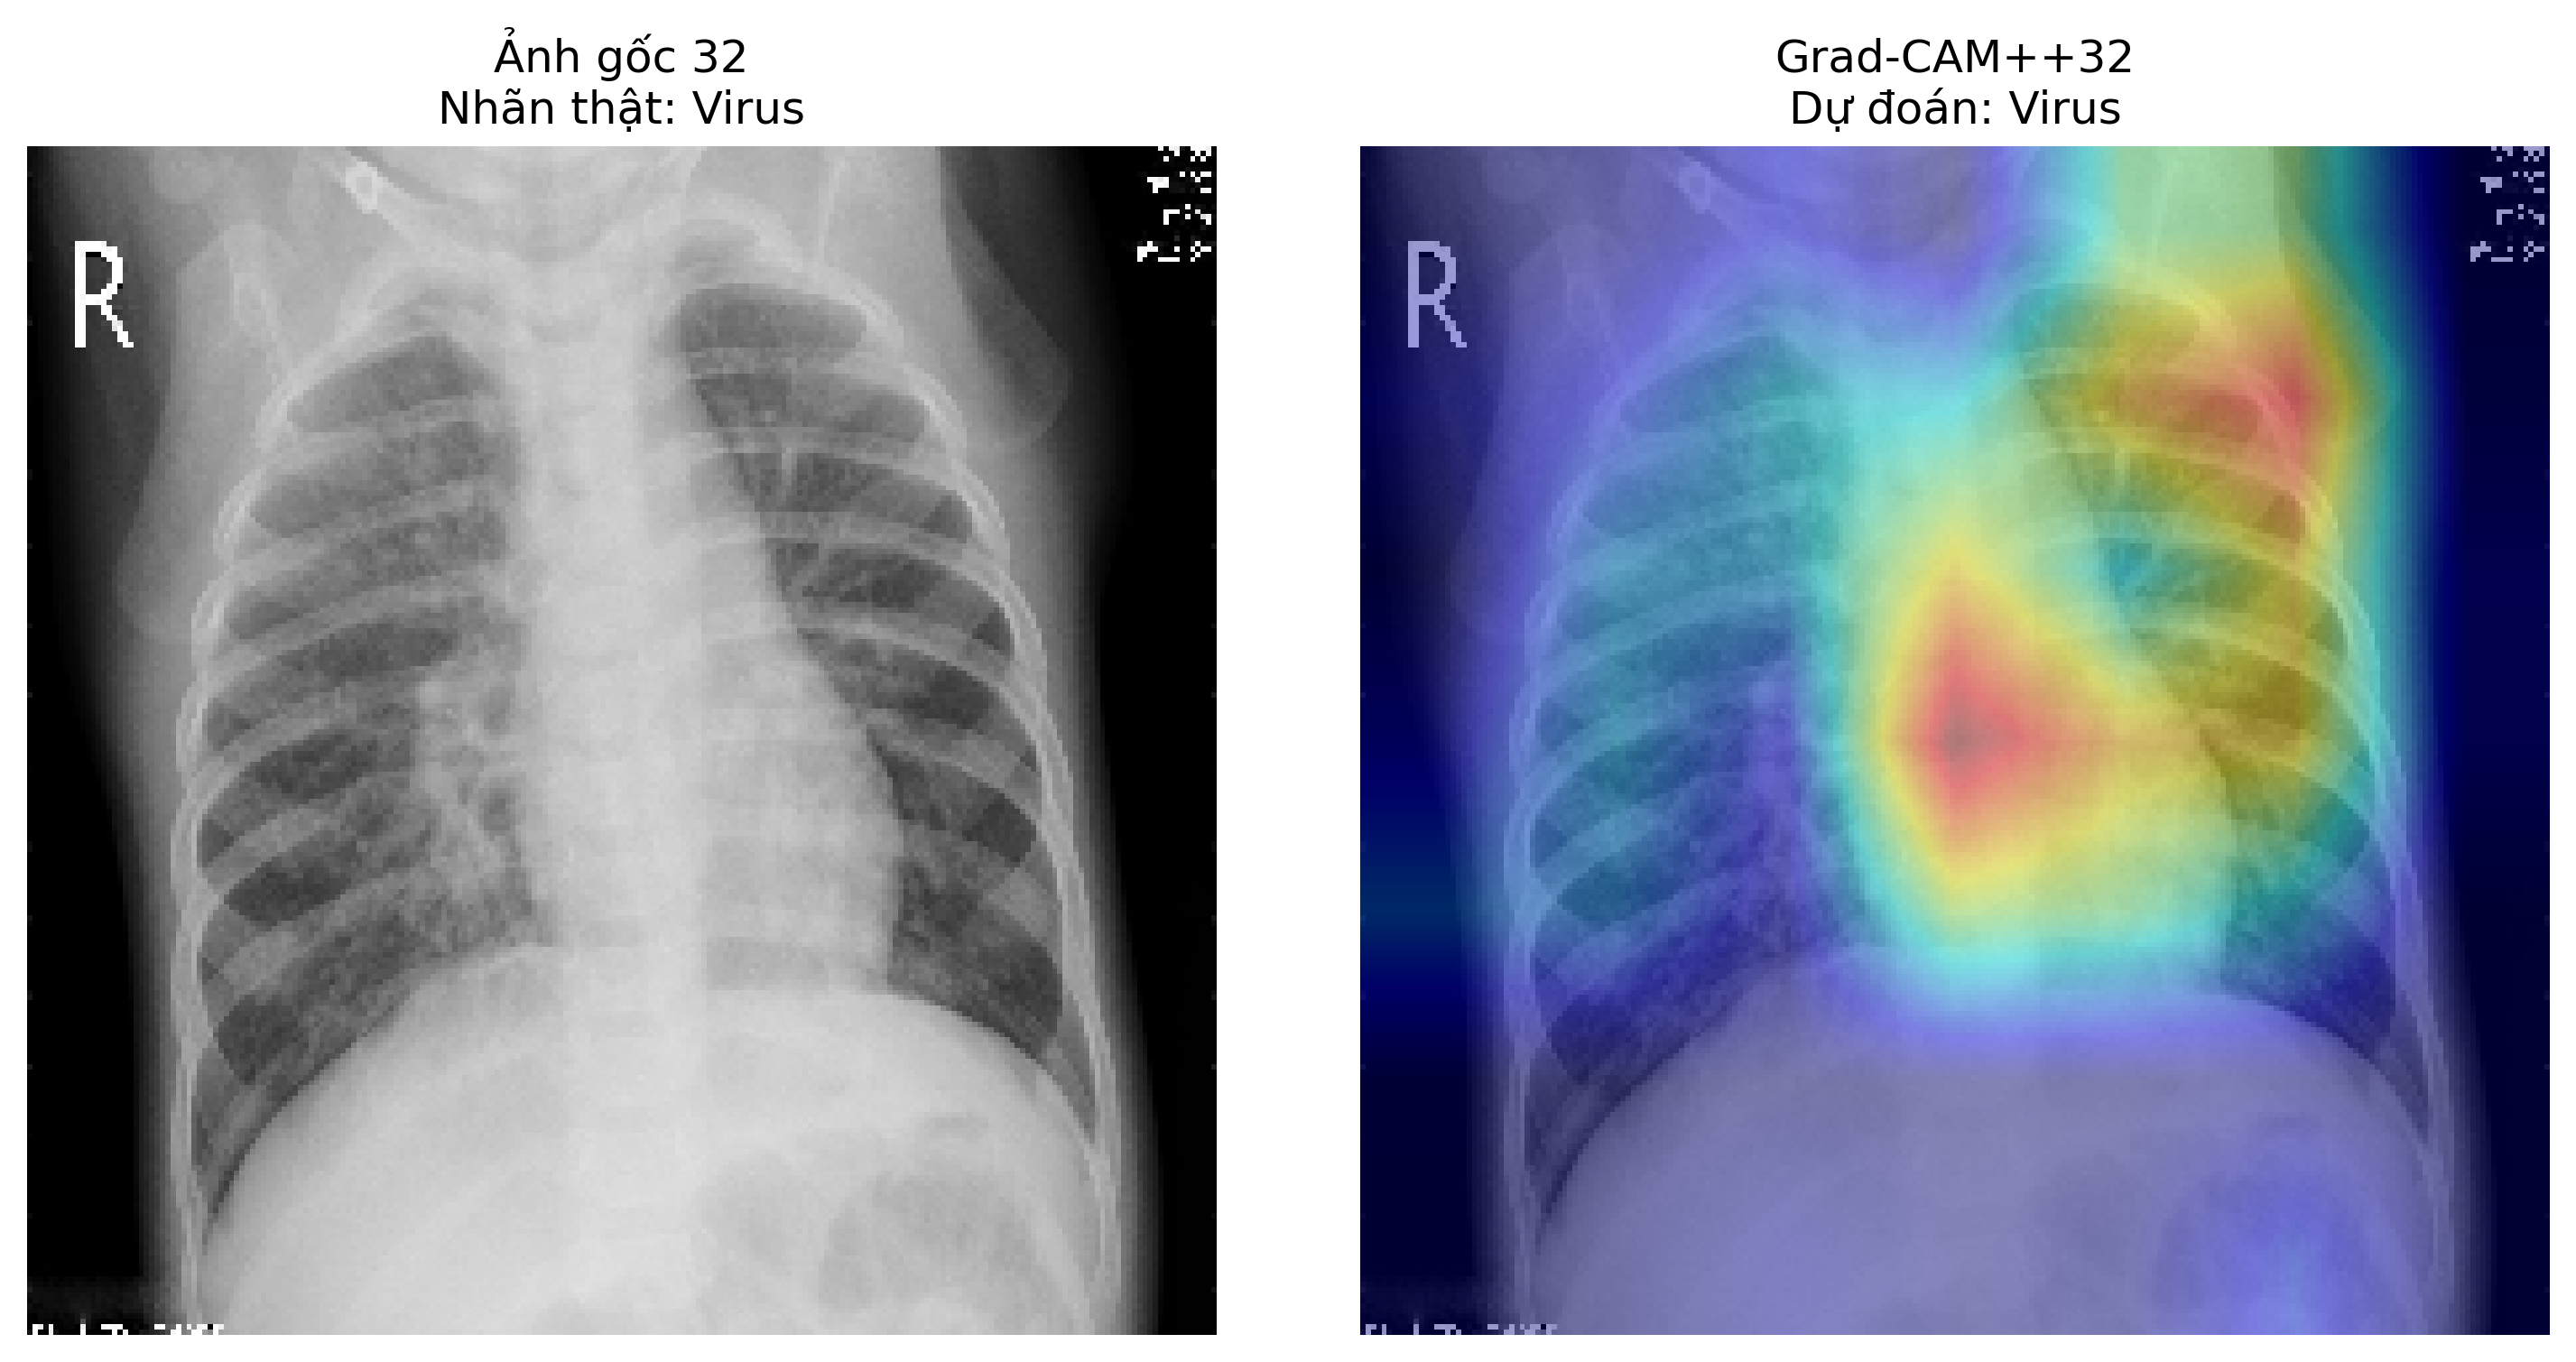 Ảnh gốc 32
Nhãn thật: Virus
Grad-CAM++32
Dự đoán: Virus
R
R